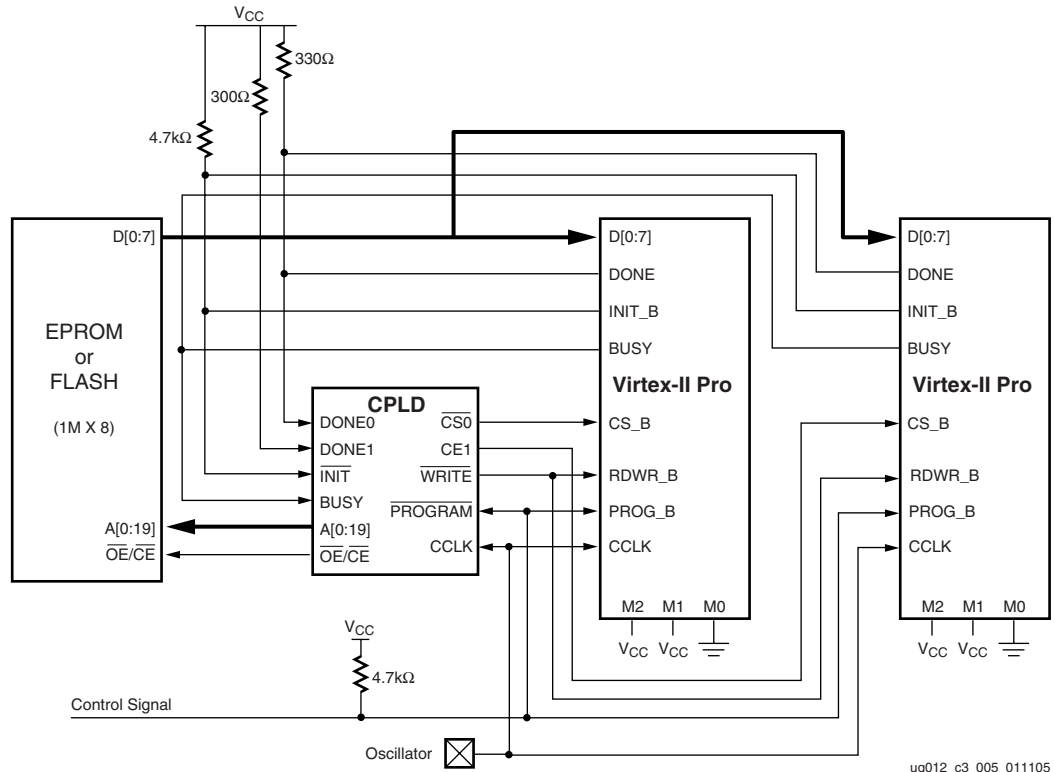 VCC
330Ω
300Ω
4.7kΩ
D[0:7]
EPROM
or
FLASH
(1M X 8)
A[0:19]
OE/CE
CPLD
DONE0
DONE1
INIT
BUSY
A[0:19]
OE/CE
CS0
CE1
WRITE
PROGRAM
CCLK
D[0:7]
DONE
INIT_B
BUSY
Virtex-II Pro
CS_B
RDWR_B
PROG_B
CCLK
M2 M1 M0
VCC VCC
D[0:7]
DONE
INIT_B
BUSY
Virtex-II Pro
CS_B
RDWR_B
PROG_B
CCLK
M2 M1 M0
VCC VCC
VCC
4.7kΩ
Control Signal
Oscillator
ug012_c3_005_011105